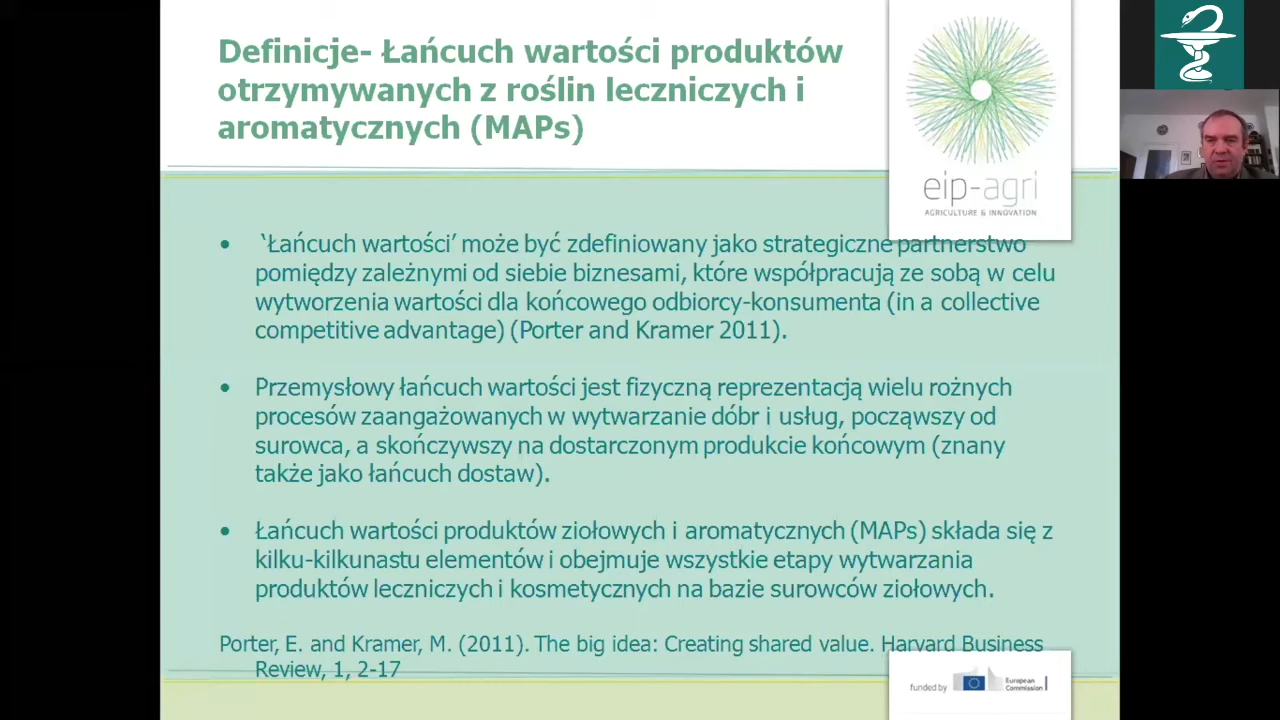 Definicje- Łańcuch wartości produktów
otrzymywanych z roślin leczniczych i
aromatycznych (MAPs)
eip-agri
AGRICULTURE & INNOVATION
• ‘Łańcuch wartości’ może być zdefiniowany jako strategiczne partnerstwo
pomiędzy zależnymi od siebie biznesami, które współpracują ze sobą w celu
wytworzenia wartości dla końcowego odbiorcy-konsumenta (in a collective
competitive advantage) (Porter and Kramer 2011).
• Przemysłowy łańcuch wartości jest fizyczną reprezentacją wielu rożnych
procesów zaangażowanych w wytwarzanie dóbr i usług, począwszy od
surowca, a skończywszy na dostarczonym produkcie końcowym (znany
także jako łańcuch dostaw).
• Łańcuch wartości produktów ziołowych i aromatycznych (MAPs) składa się z
kilku-kilkunastu elementów i obejmuje wszystkie etapy wytwarzania
produktów leczniczych i kosmetycznych na bazie surowców ziołowych.
Porter, E. and Kramer, M. (2011). The big idea: Creating shared value. Harvard Business
Review, 1, 2-17
funded by
European
Commission